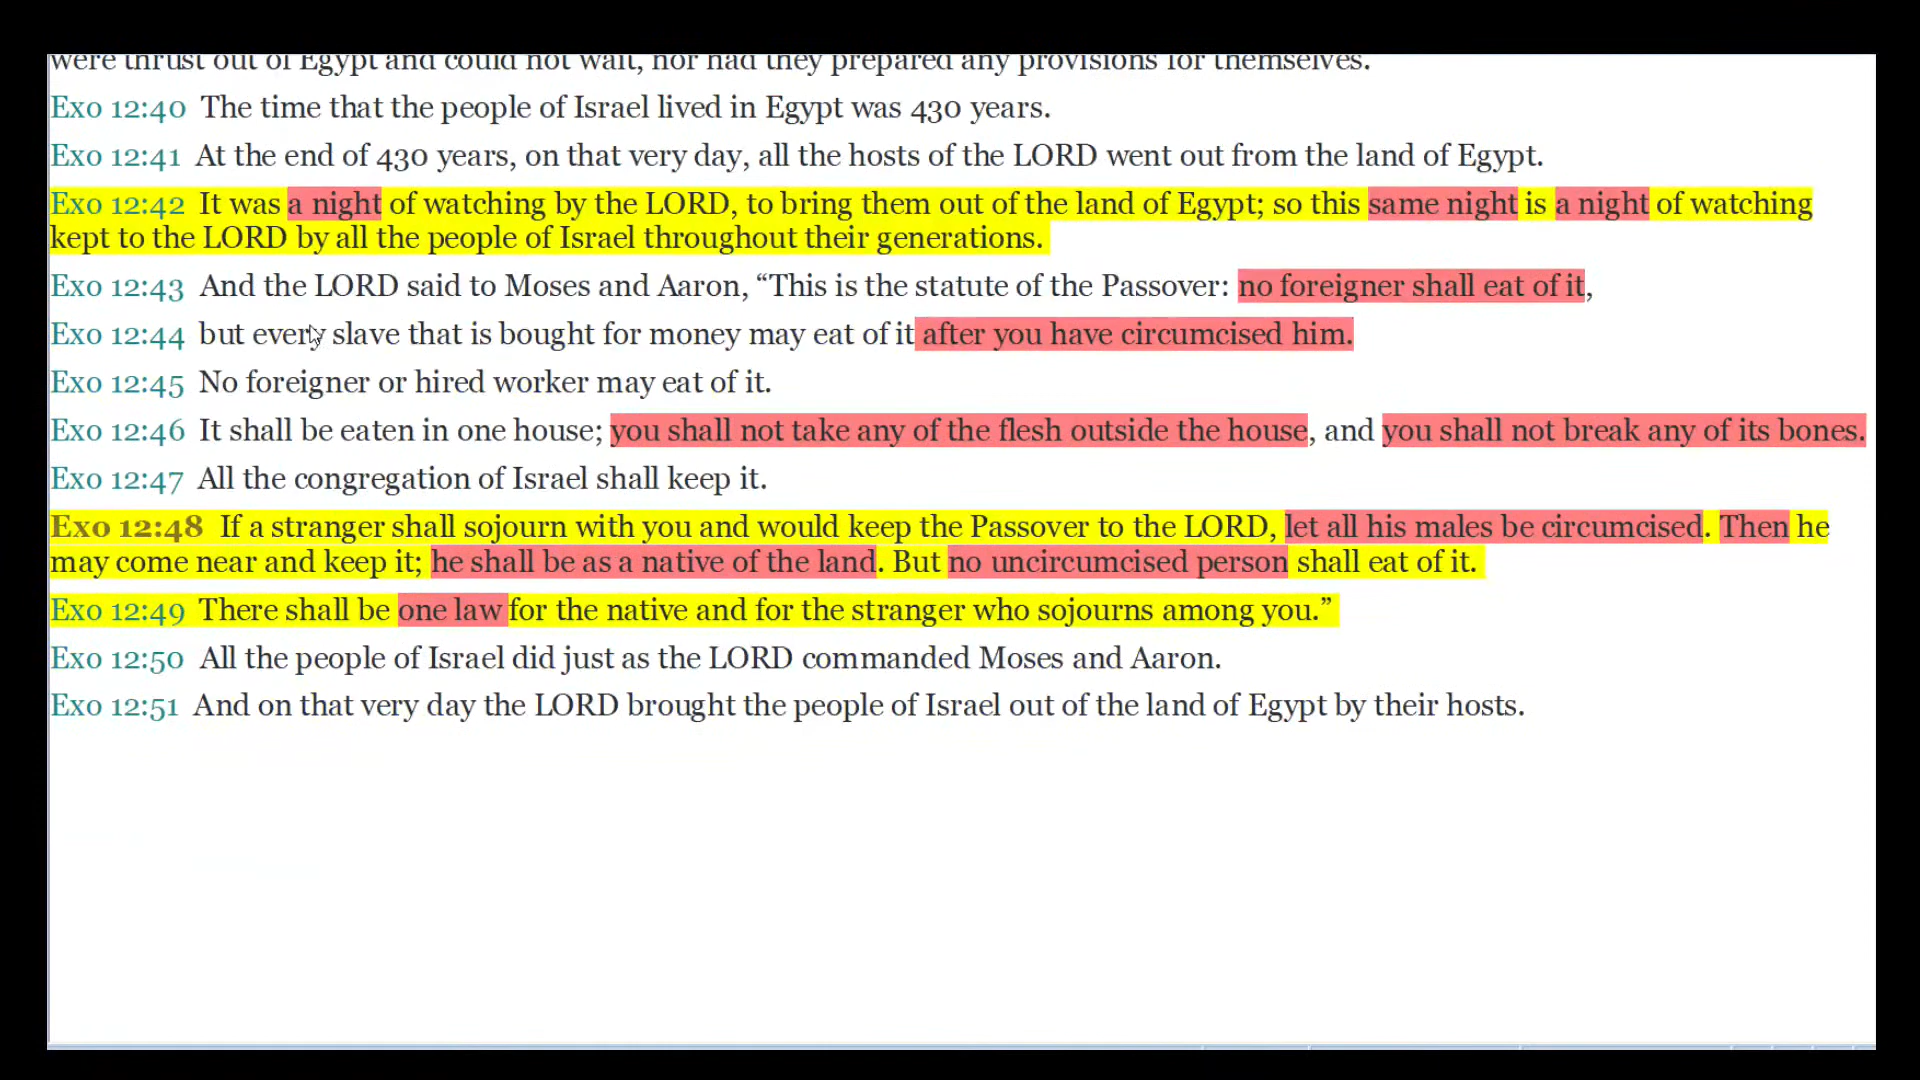 were thrust out of Egypt and could not wait, nor had they prepared any provisions for themselves.
Exo 12:40 The time that the people of Israel lived in Egypt was 430 years.
Exo 12:41 At the end of 430 years, on that very day, all the hosts of the LORD went out from the land of Egypt.
Exo 12:42 It was a night of watching by the LORD, to bring them out of the land of Egypt; so this same night is a night of watching
kept to the LORD by all the people of Israel throughout their generations.
Exo 12:43 And the LORD said to Moses and Aaron, “This is the statute of the Passover: no foreigner shall eat of it,
Exo 12:44 but every slave that is bought for money may eat of it after you have circumcised him.
Exo 12:45 No foreigner or hired worker may eat of it.
Exo 12:46 It shall be eaten in one house; you shall not take any of the flesh outside the house, and you shall not break any of its bones.
Exo 12:47 All the congregation of Israel shall keep it.
Exo 12:48 If a stranger shall sojourn with you and would keep the Passover to the LORD, let all his males be circumcised. Then he
may come near and keep it; he shall be as a native of the land. But no uncircumcised person shall eat of it.
Exo 12:49 There shall be one law for the native and for the stranger who sojourns among you.”
Exo 12:50 All the people of Israel did just as the LORD commanded Moses and Aaron.
Exo 12:51 And on that very day the LORD brought the people of Israel out of the land of Egypt by their hosts.